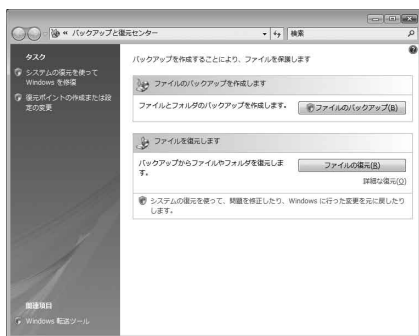 « バックアップと復元センター
検索
タスク
システムの復元を使って
Windows を修復
復元ポイントの作成または設
定の変更
関連項目
Windows 転送ツール
バックアップを作成することにより、ファイルを保護し
ます
ファイルのバックアップを作成します
ファイルとフォルダのバックアップを作成します。
ファイルのバックアップ(B)
ファイルを復元します
バックアップからファイルやフォルダを復元しま
す。
ファイルの復元(R)
詳細な復元(O)
システムの復元を使って、問題を修正したり、Windows に行った変更を元に戻したり
します。